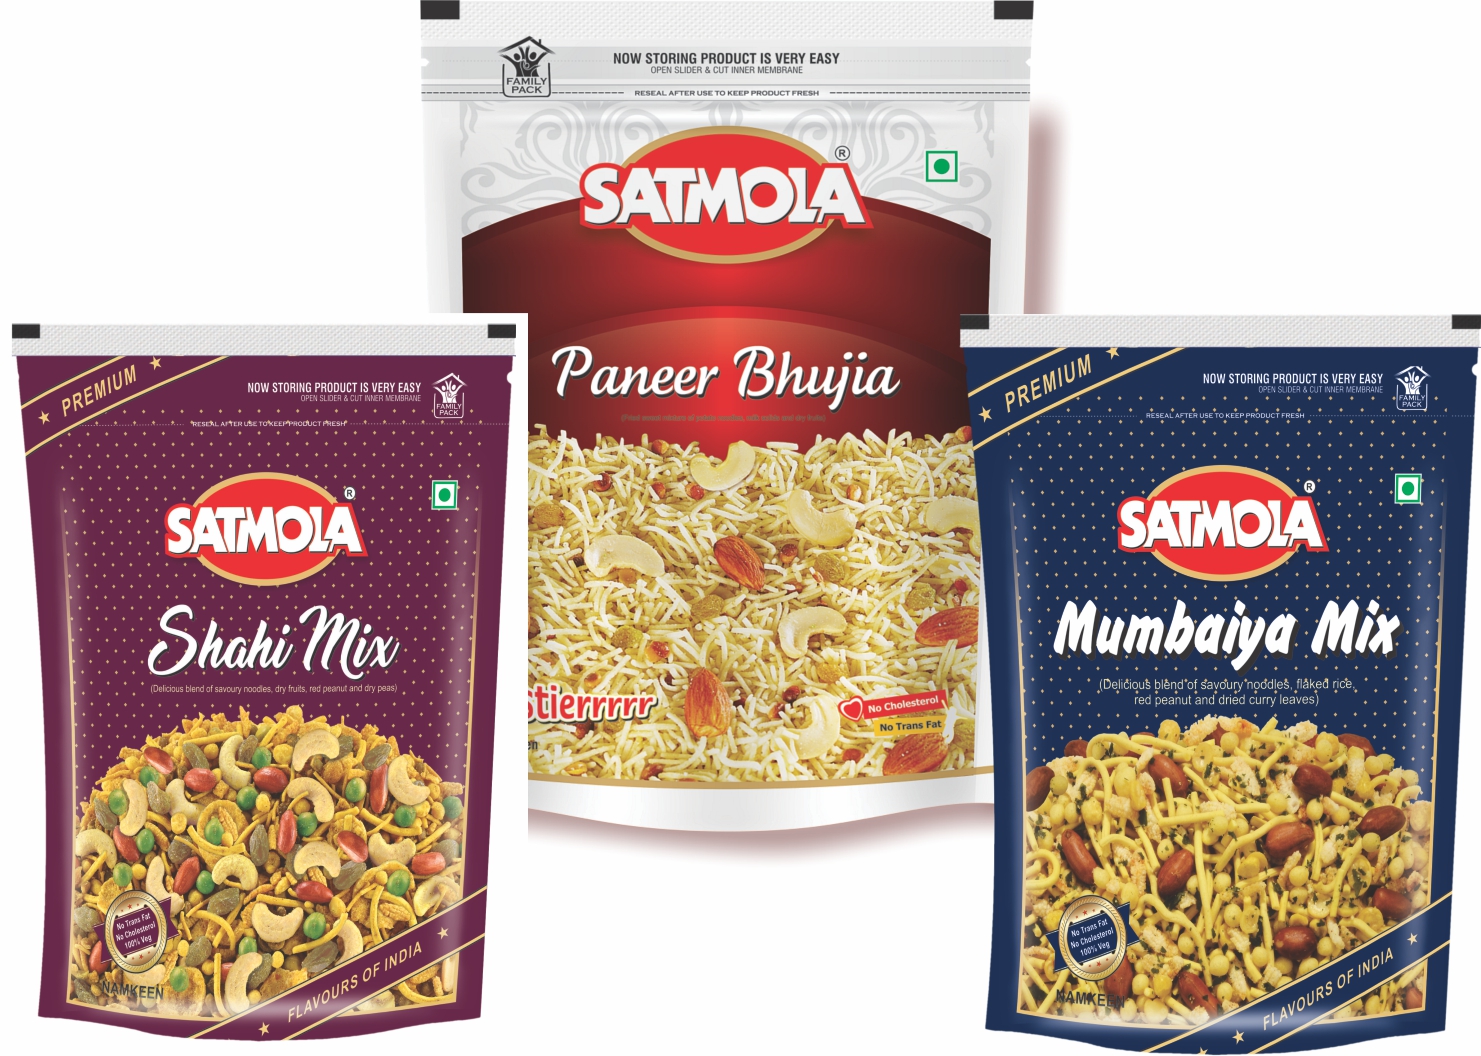 FAMILY
PACK
NOW STORING PRODUCT IS VERY EASY
OPEN SLIDER & CUT INNER MEMBRANE
RESEAL AFTER USE TO KEEP PRODUCT FRESH
SATMOLA
®
Paneer Bhujia
stierrrrr
No Cholesterol
No Trans Fat
PREMIUM
NOW STORING PRODUCT IS VERY EASY
OPEN SLIDER & CUT INNER MEMBRANE
FAMILY
PACK
RESEAL AFTER USE TO KEEP PRODUCT FRESH
SATMOLA
®
Shahi Mix
(Delicious blend of savoury noodles, dry fruits, red peanut and dry peas)
No Trans Fat
No Cholesterol
100% Veg
NAMKEEN
FLAVOURS OF INDIA
PREMIUM
NOW STORING PRODUCT IS VERY EASY
OPEN SLIDER & CUT INNER MEMBRANE
FAMILY
PACK
RESEAL AFTER USE TO KEEP PRODUCT FRESH
SATMOLA
®
Mumbaiya Mix
(Delicious blend of savoury noodles, flaked rice,
red peanut and dried curry leaves)
No Trans Fat
No Cholesterol
100% Veg
NAMKEEN
FLAVOURS OF INDIA